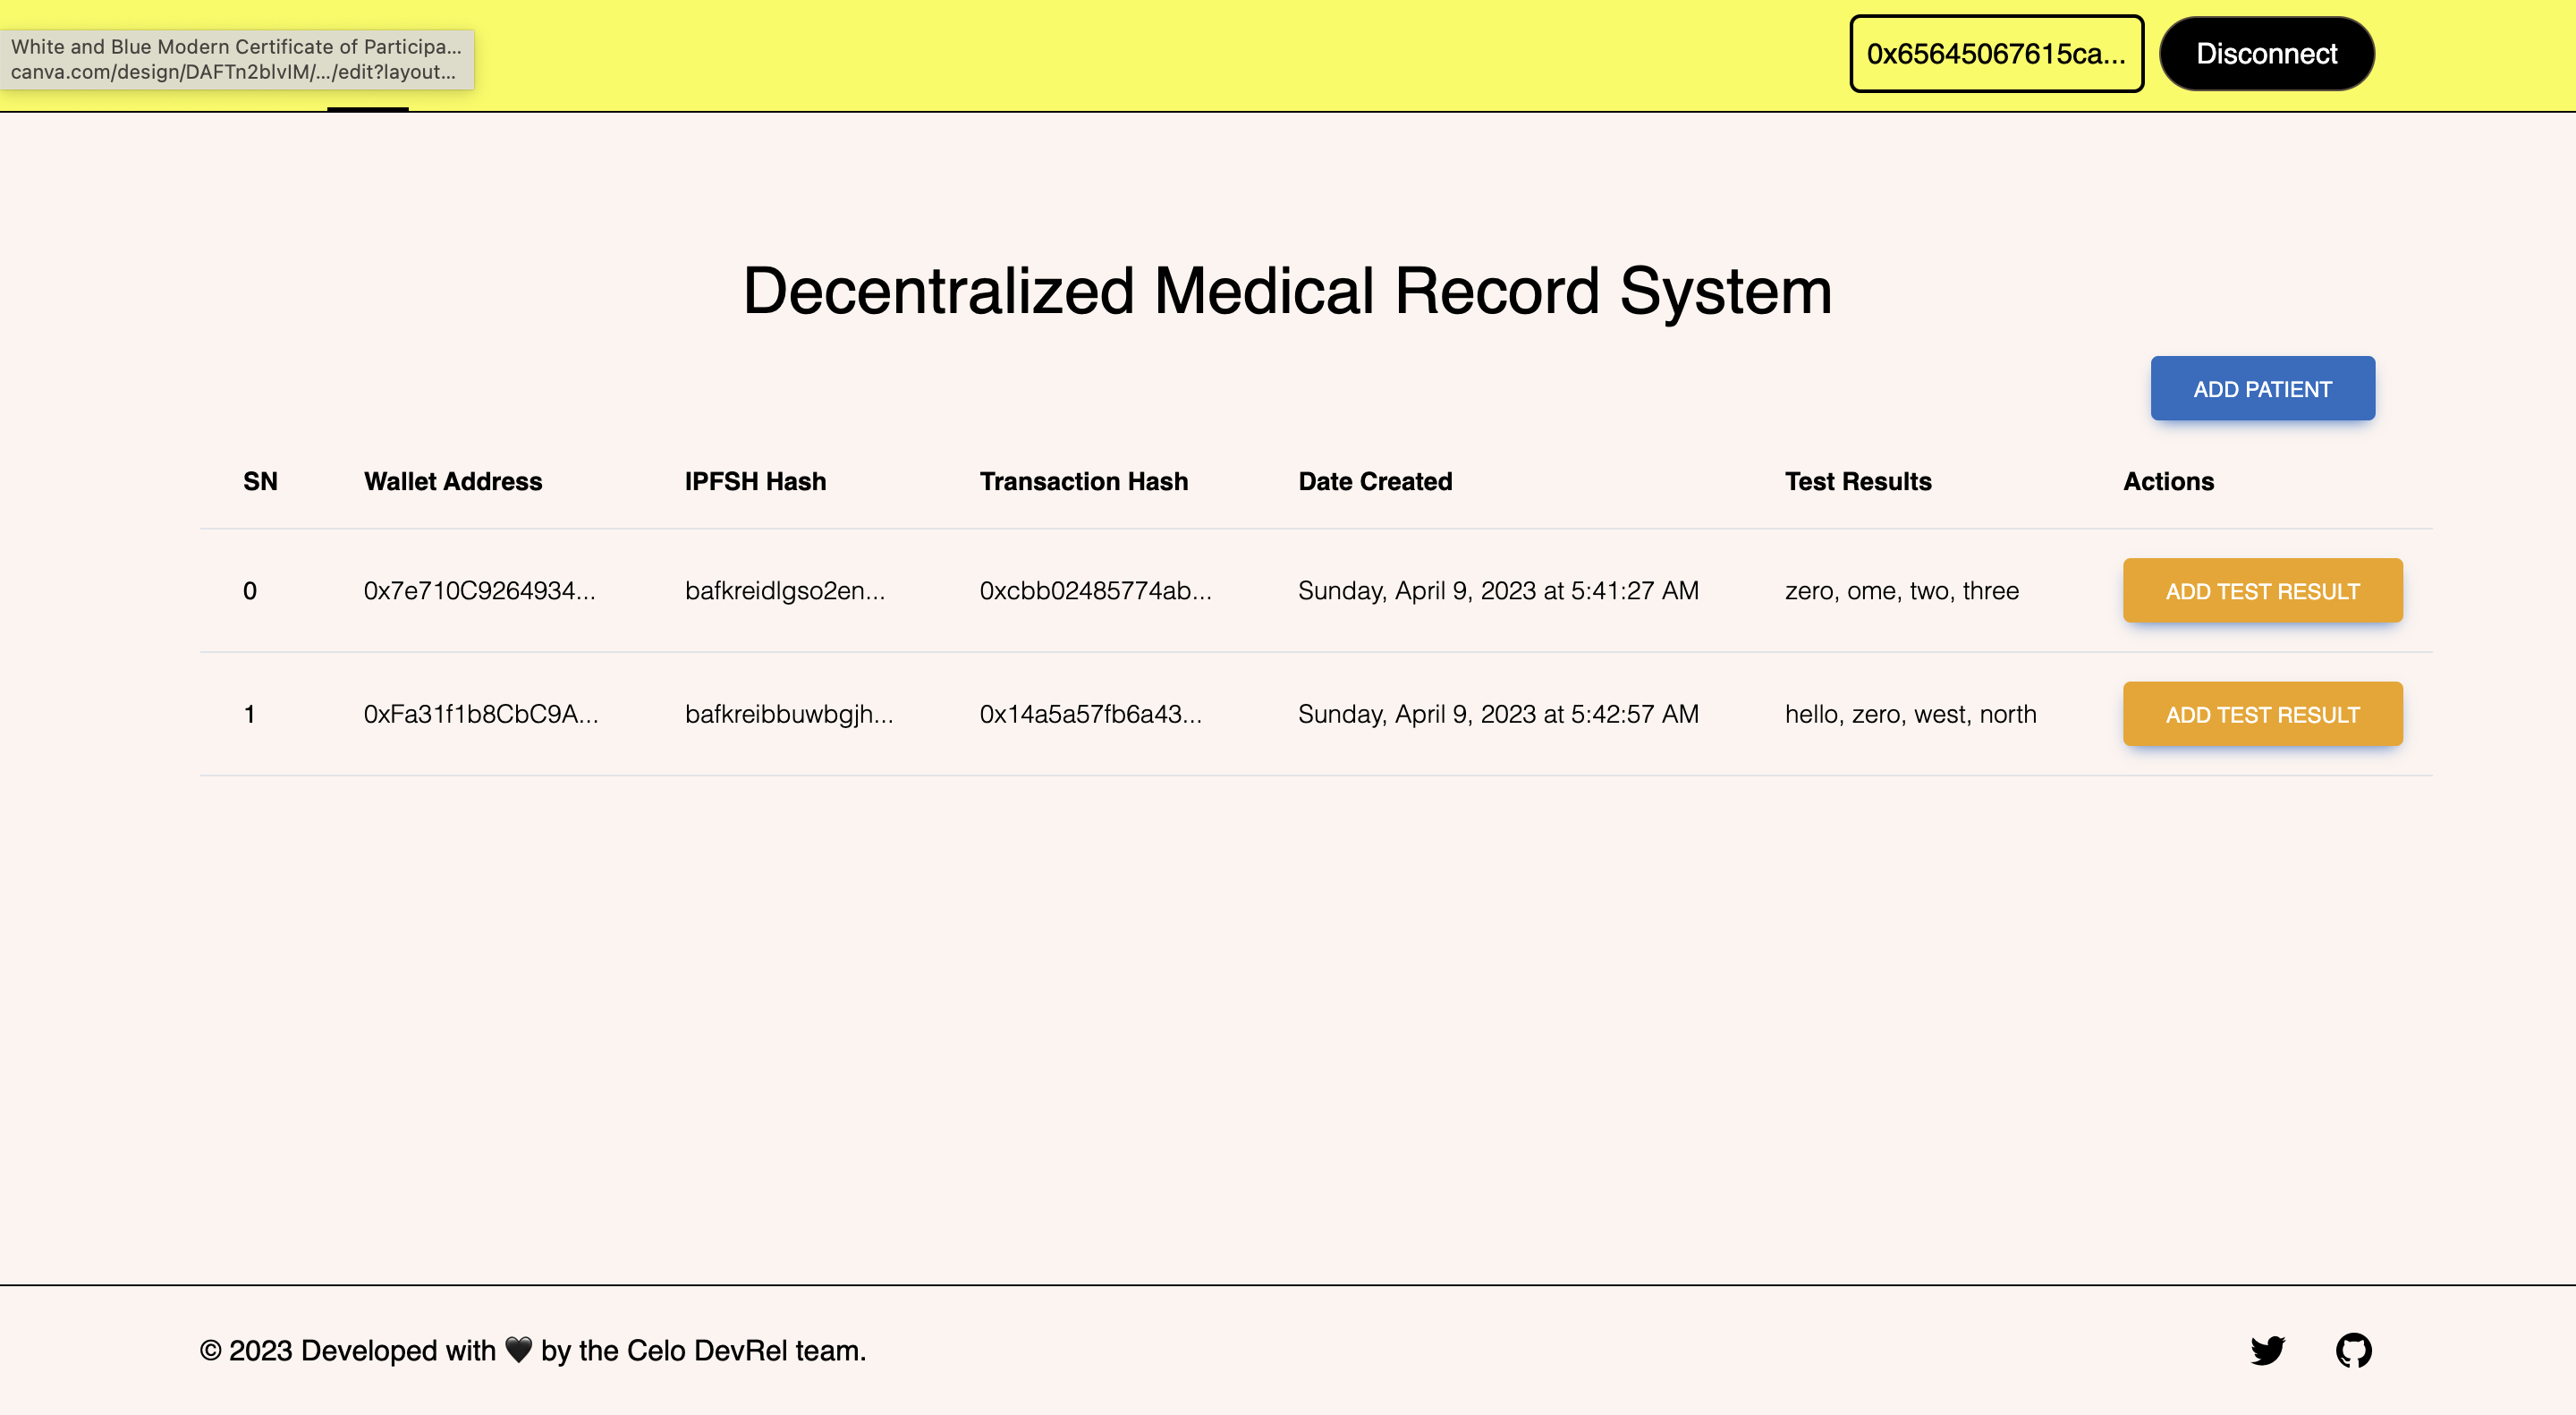 White and Blue Modern Certificate of Participa...
canva.com/design/DAFTn2blvIM/.../edit?layout...
0x65645067615ca... Disconnect
Decentralized Medical Record System
ADD PATIENT
SN Wallet Address IPFSH Hash Transaction Hash Date Created Test Results Actions
0 0x7e710C9264934... bafkreidlgso2en... 0xcbb02485774ab... Sunday, April 9, 2023 at 5:41:27 AM zero, ome, two, three ADD TEST RESULT
1 0xFa31f1b8CbC9A... bafkreibbuwbgjh... 0x14a5a57fb6a43... Sunday, April 9, 2023 at 5:42:57 AM hello, zero, west, north ADD TEST RESULT
© 2023 Developed with 🖤 by the Celo DevRel team.